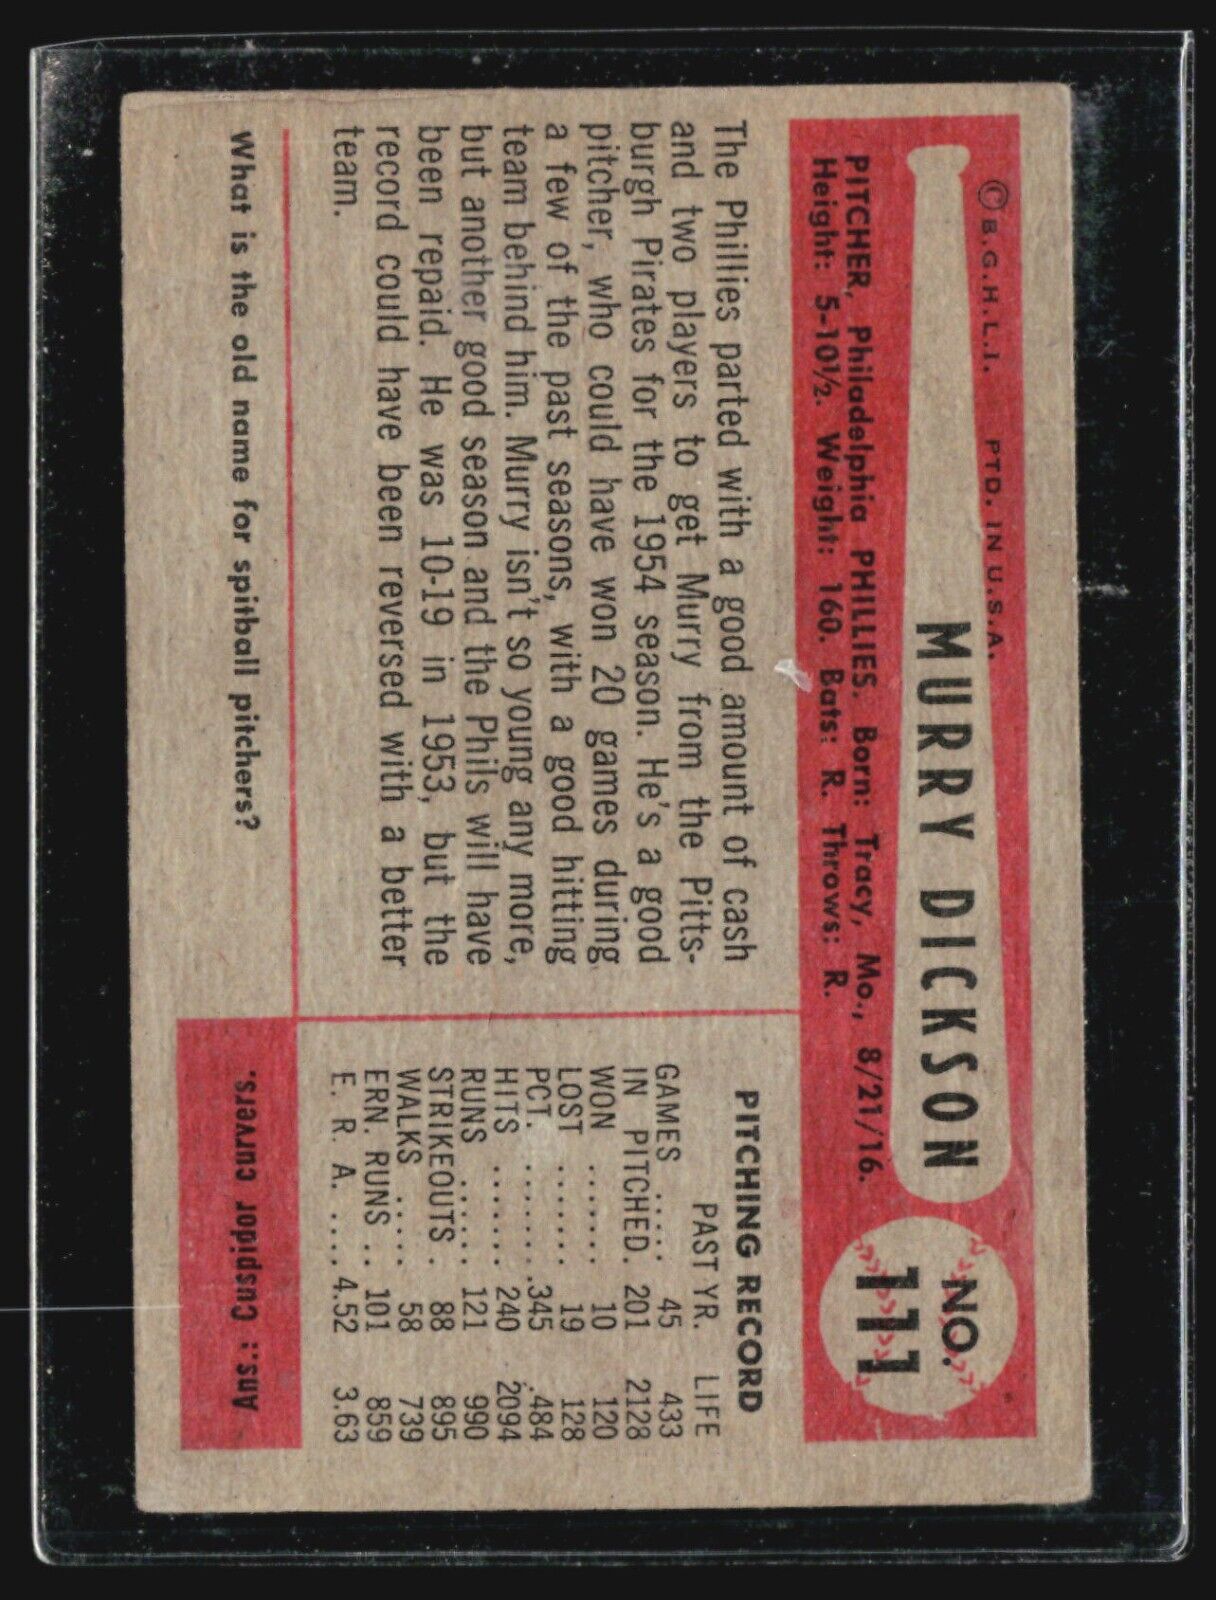 © B.G.H.L.I. PTD. IN U.S.A.
MURRY DICKSON
NO.
111
PITCHER, Philadelphia PHILLIES. Born: Tracy, Mo., 8/21/16.
Height: 5-10½. Weight: 160. Bats: R. Throws: R.
The Phillies parted with a good amount of cash
and two players to get Murry from the Pitts-
burgh Pirates for the 1954 season. He's a good
pitcher, who could have won 20 games during
a few of the past seasons, with a good hitting
team behind him. Murry isn't so young any more,
but another good season and the Phils will have
been repaid. He was 10-19 in 1953, but the
record could have been reversed with a better
team.
PITCHING RECORD
PAST YR. LIFE
GAMES ..... 45 433
IN PITCHED. 201 2128
WON ...... 10 120
LOST ...... 19 128
PCT. ....... .345 .484
HITS ...... 240 2094
RUNS ...... 121 990
STRIKEOUTS . 88 895
WALKS ..... 58 739
ERN. RUNS .. 101 859
E. R. A. .... 4.52 3.63
What is the old name for spitball pitchers?
Ans.: Cuspidor curvers.